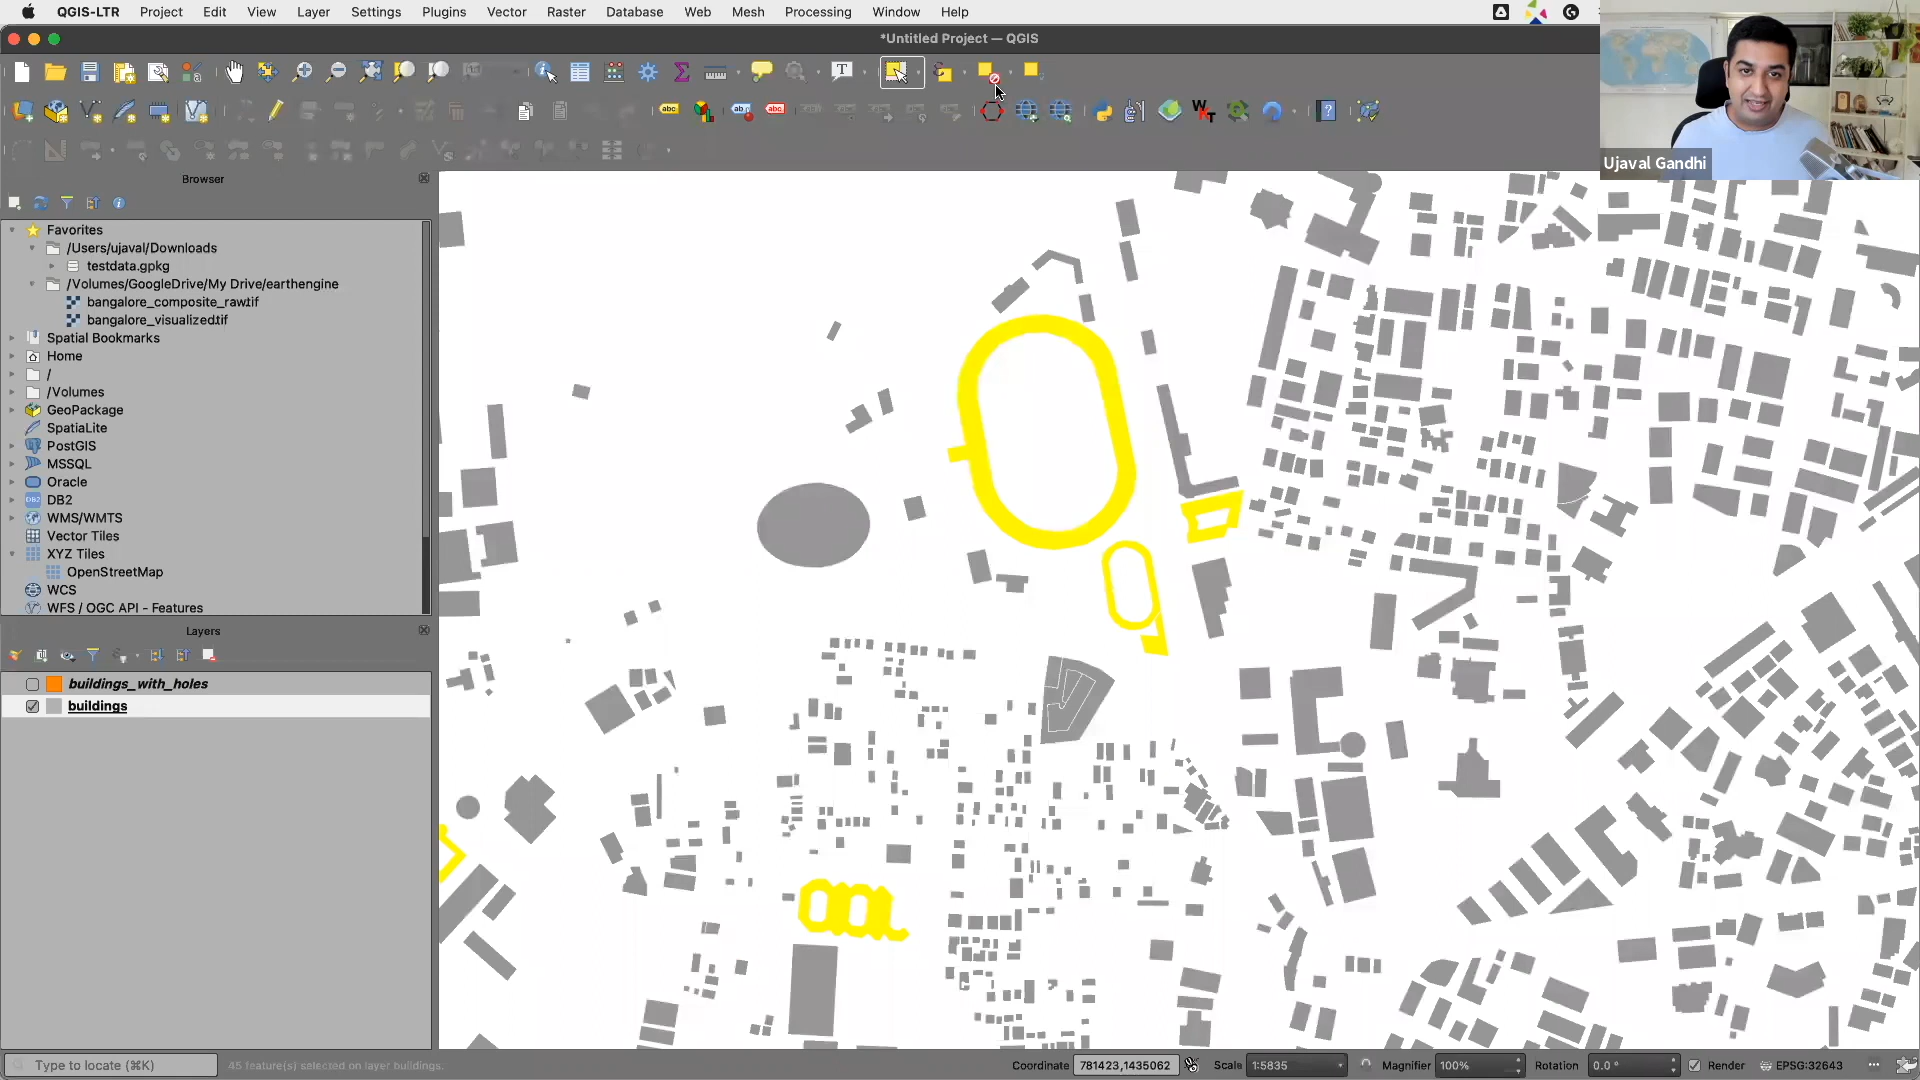 QGIS-LTR Project Edit View Layer Settings Plugins Vector Raster Database Web Mesh Processing Window Help
*Untitled Project — QGIS
Ujaval Gandhi
Browser
Favorites
/Users/ujaval/Downloads
testdata.gpkg
/Volumes/GoogleDrive/My Drive/earthengine
bangalore_composite_raw.tif
bangalore_visualized.tif
Spatial Bookmarks
Home
/
/Volumes
GeoPackage
SpatiaLite
PostGIS
MSSQL
Oracle
DB2
WMS/WMTS
Vector Tiles
XYZ Tiles
OpenStreetMap
WCS
WFS / OGC API - Features
Layers
buildings_with_holes
buildings
Type to locate (⌘K) 45 feature(s) selected on layer buildings. Coordinate 781423,1435062 Scale 1:5835 Magnifier 100% Rotation 0.0 ° Render EPSG:32643